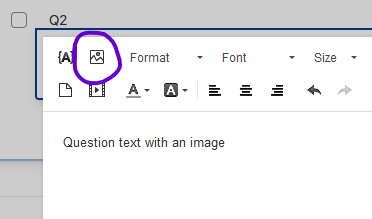 Q2
{A} Format Font Size
A A
Question text with an image